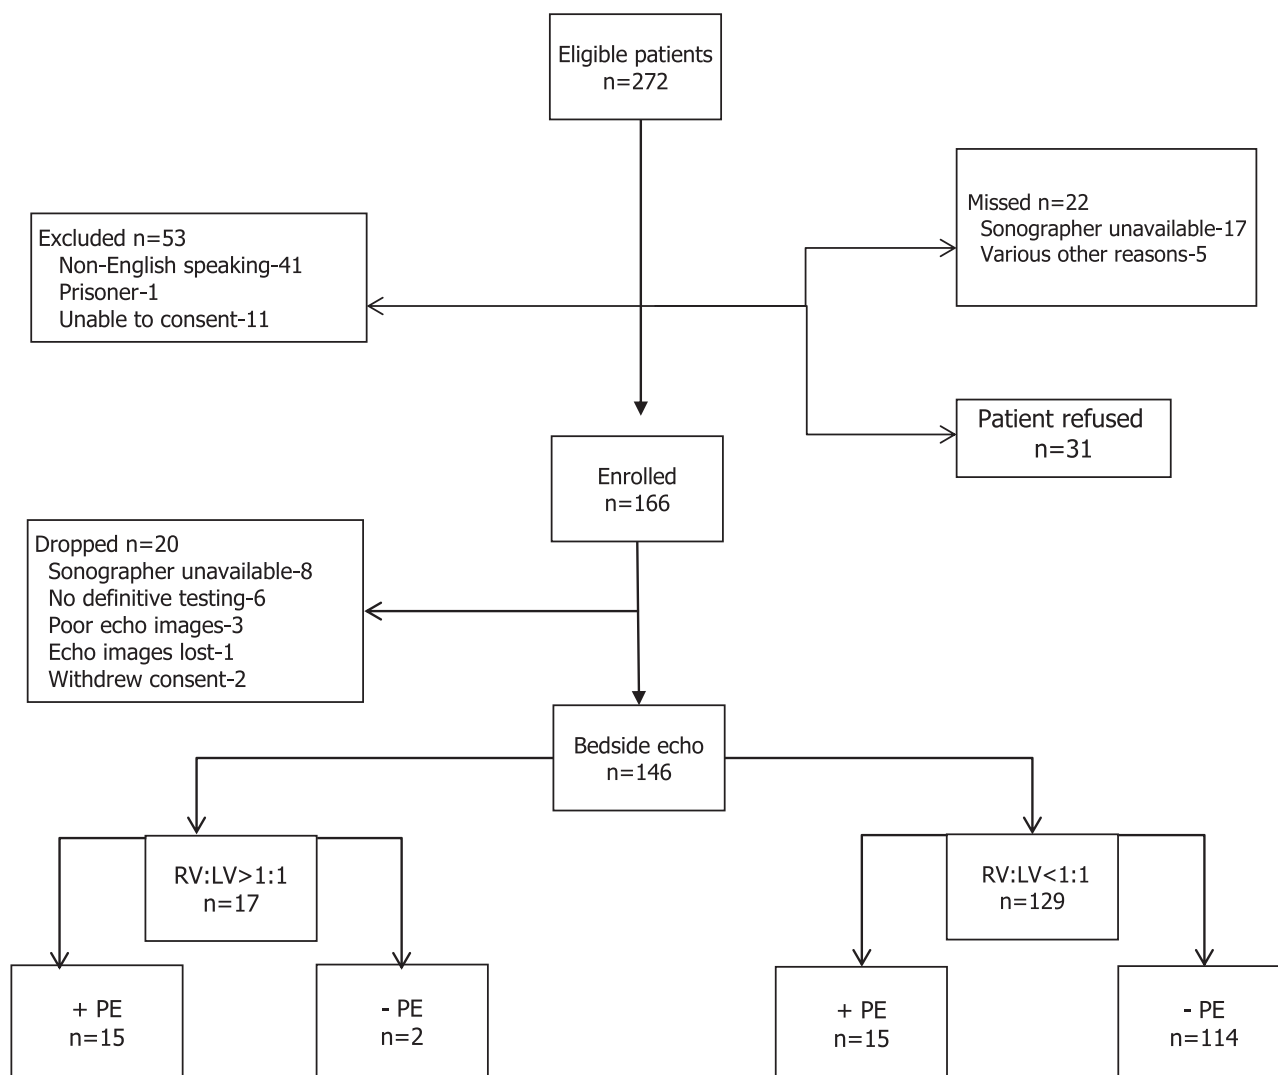 Eligible patients
n=272
Missed n=22
Sonographer unavailable-17
Various other reasons-5
Excluded n=53
Non-English speaking-41
Prisoner-1
Unable to consent-11
Patient refused
n=31
Enrolled
n=166
Dropped n=20
Sonographer unavailable-8
No definitive testing-6
Poor echo images-3
Echo images lost-1
Withdrew consent-2
Bedside echo
n=146
RV:LV>1:1
n=17
RV:LV<1:1
n=129
+ PE
n=15
- PE
n=2
+ PE
n=15
- PE
n=114